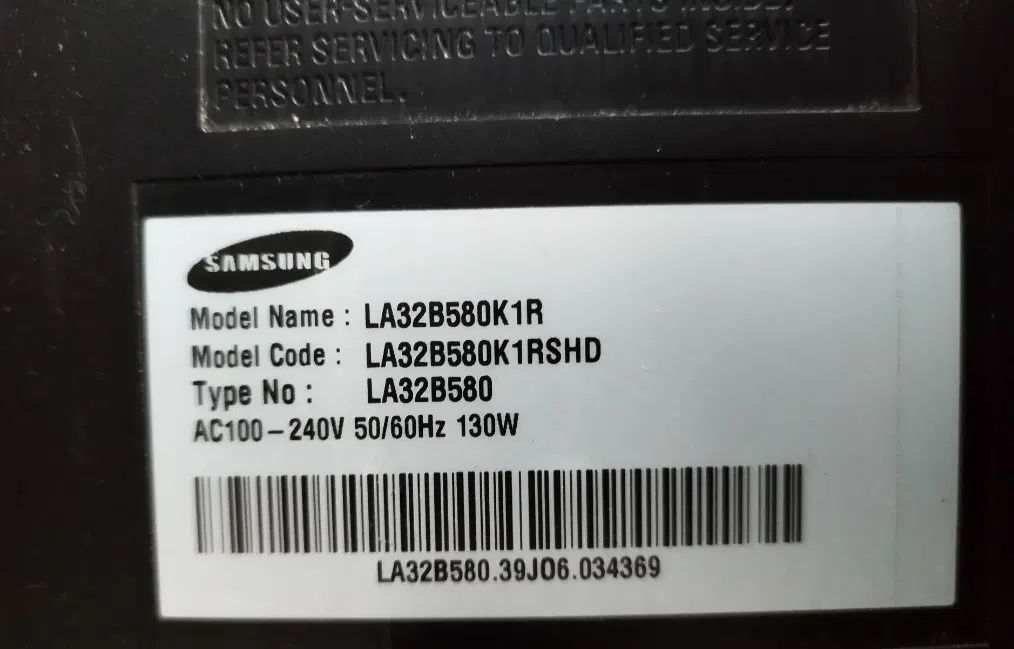 NO USER-SERVICEABLE PARTS INSIDE.
REFER SERVICING TO QUALIFIED SERVICE
PERSONNEL.
SAMSUNG
Model Name : LA32B580K1R
Model Code : LA32B580K1RSHD
Type No : LA32B580
AC100-240V 50/60Hz 130W
LA32B580.39J06.034369